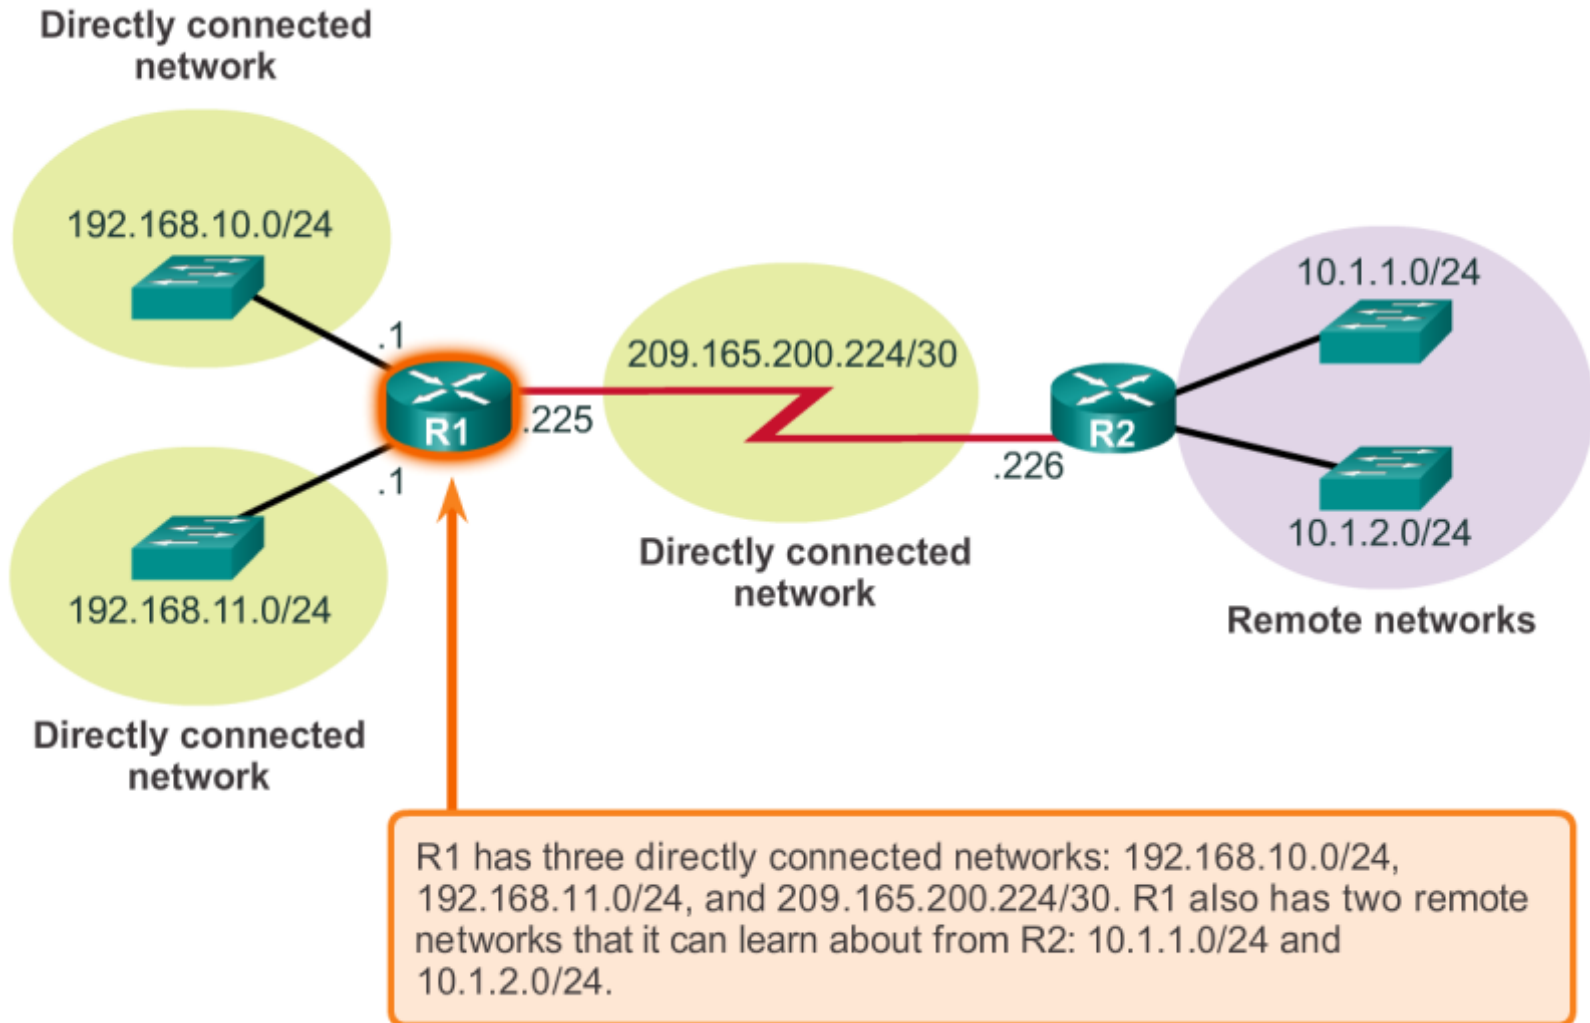 Directly connected
network
192.168.10.0/24
.1
R1
.1
192.168.11.0/24
Directly connected
network
209.165.200.224/30
.225
.226
Directly connected
network
R2
10.1.1.0/24
10.1.2.0/24
Remote networks
R1 has three directly connected networks: 192.168.10.0/24,
192.168.11.0/24, and 209.165.200.224/30. R1 also has two remote
networks that it can learn about from R2: 10.1.1.0/24 and
10.1.2.0/24.